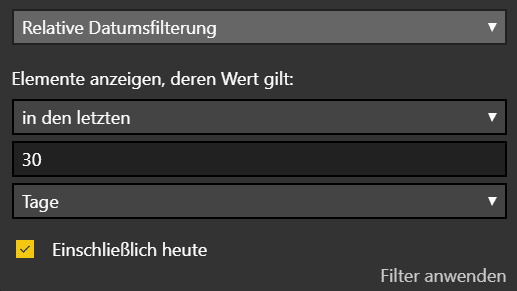 Relative Datumsfilterung
Elemente anzeigen, deren Wert gilt:
in den letzten
30
Tage
Einschließlich heute
Filter anwenden